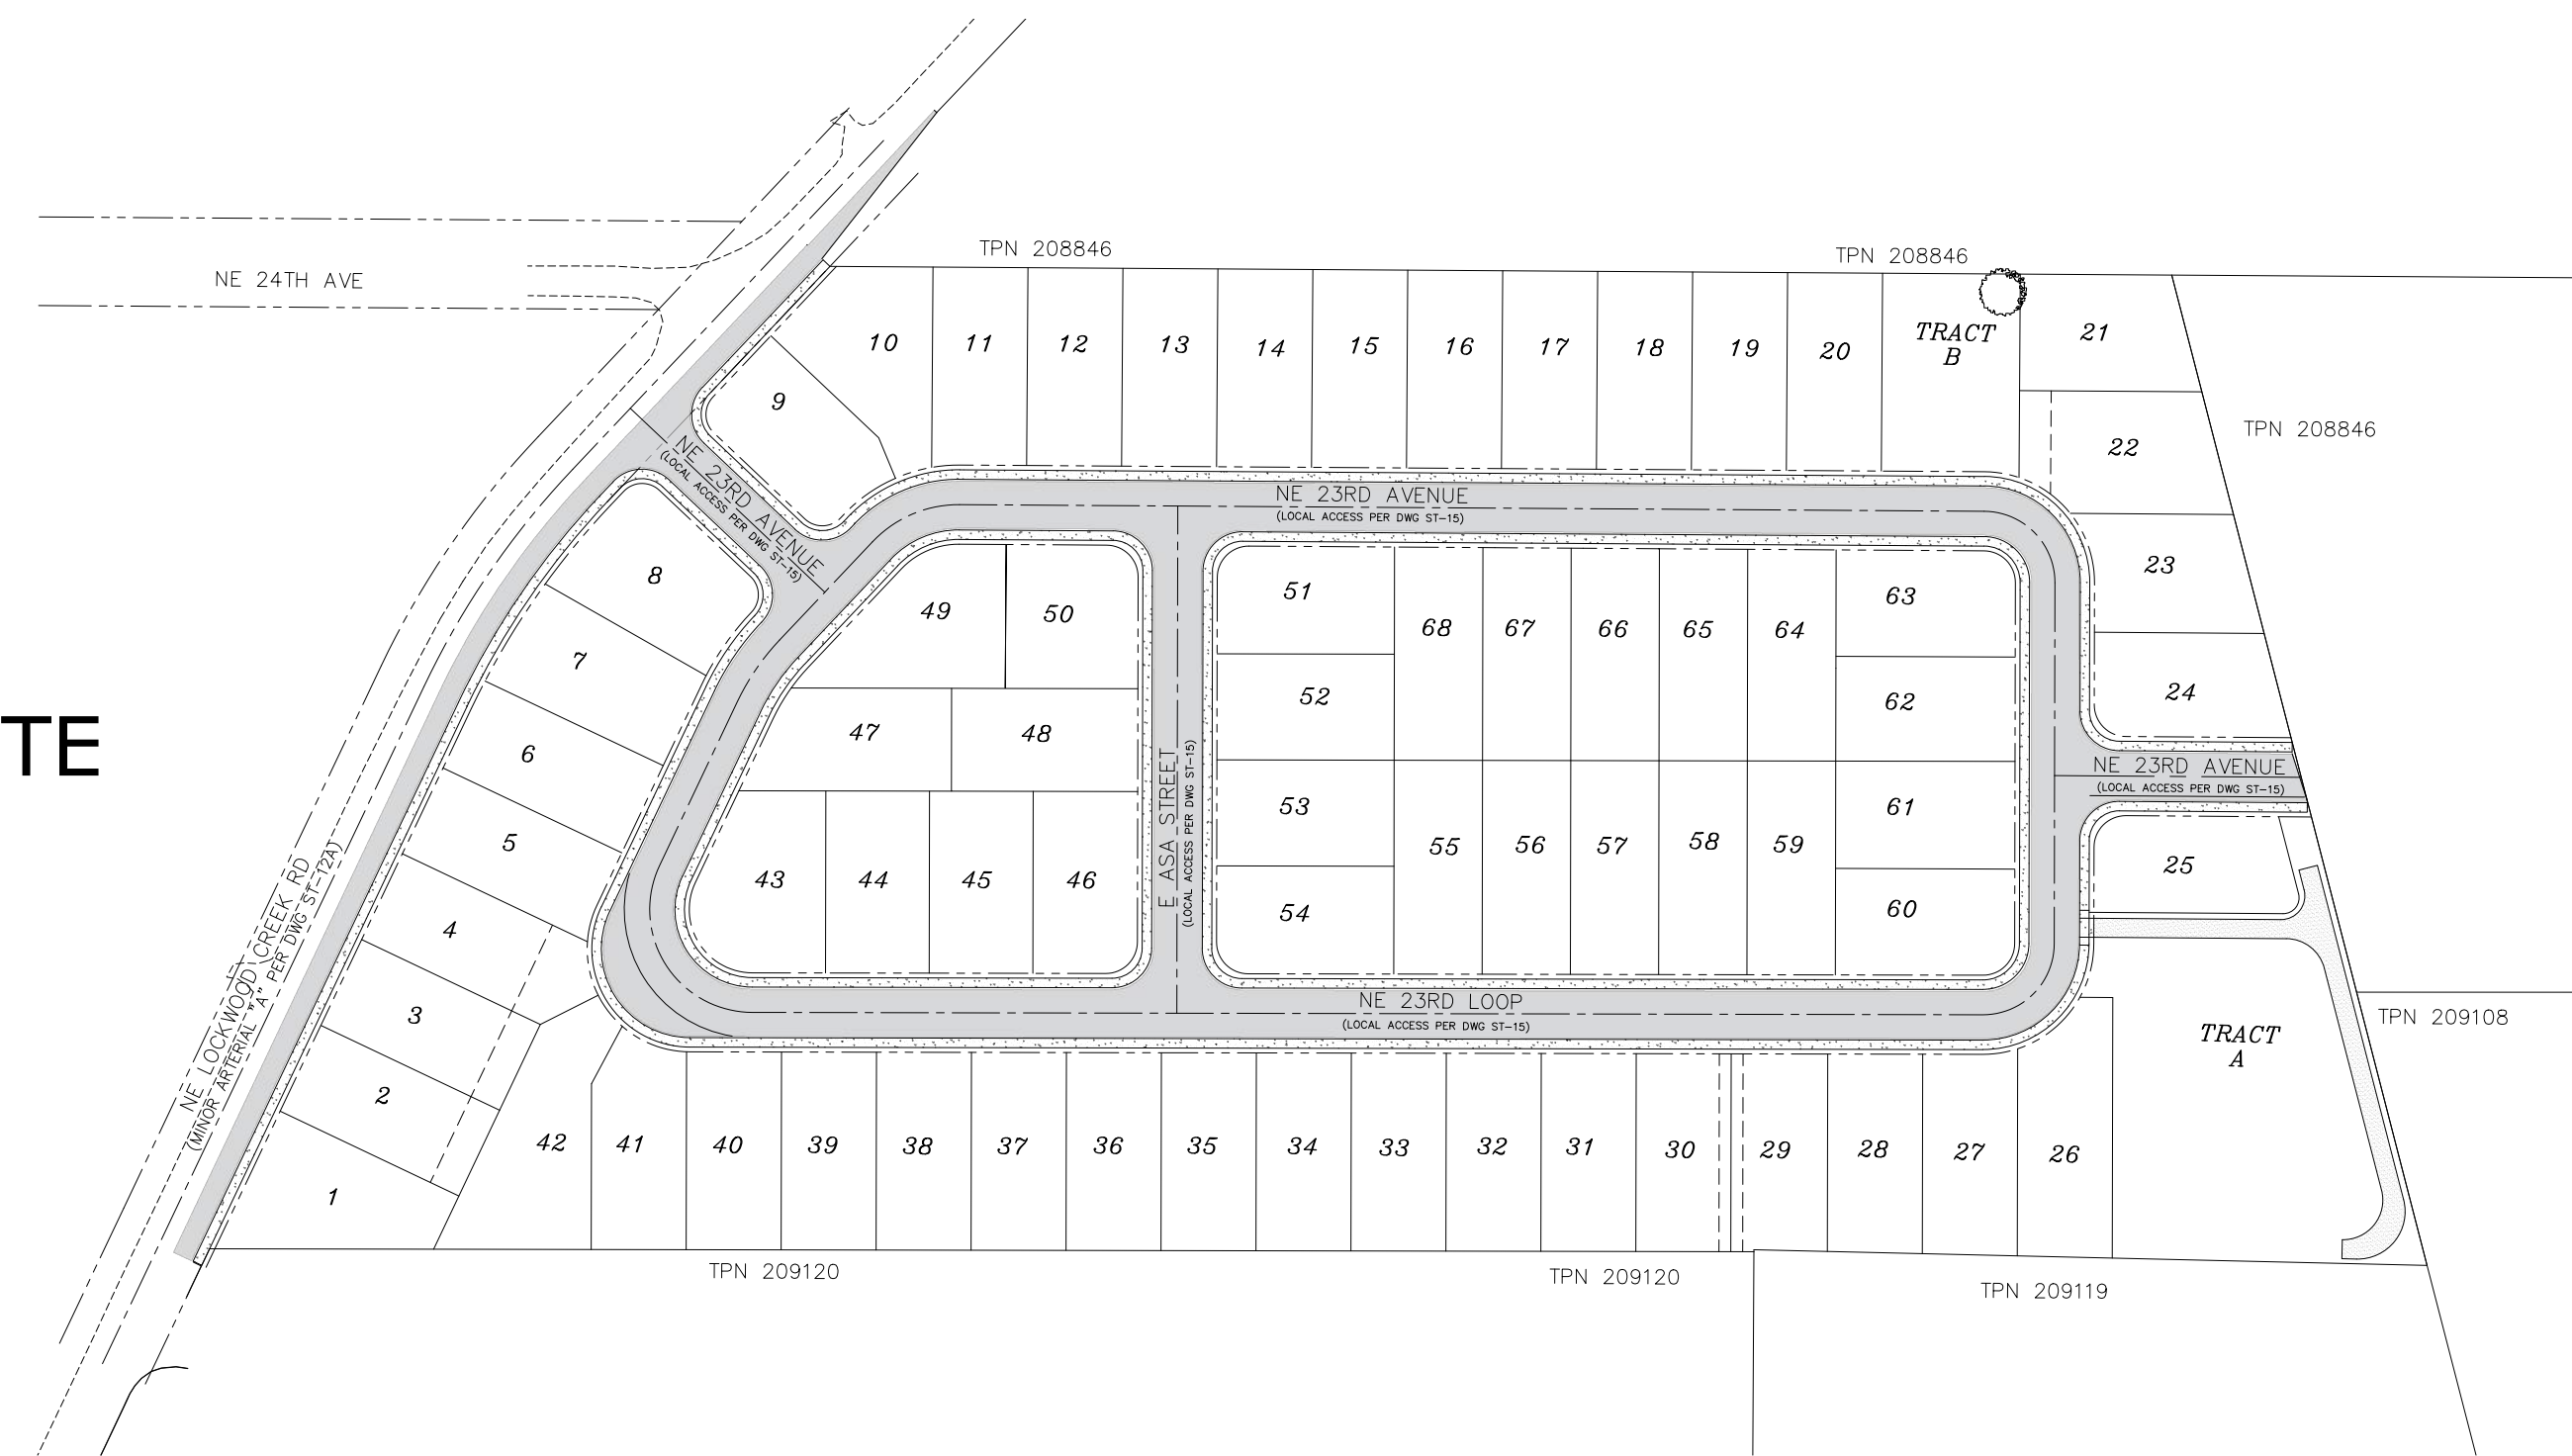 TPN 208846
TPN 208846
NE 24TH AVE
10
11
12
13
14
15
16
17
18
19
20
TRACT
B
21
9
22
TPN 208846
NE 23RD AVENUE
(LOCAL ACCESS PER DWG ST-15)
NE 23RD AVENUE
(LOCAL ACCESS PER DWG ST-15)
8
49
50
51
68
67
66
65
64
63
23
7
52
62
24
TE
6
47
48
E ASA STREET
(LOCAL ACCESS PER DWG ST-15)
NE 23RD AVENUE
(LOCAL ACCESS PER DWG ST-15)
5
53
55
56
57
58
59
61
25
43
44
45
46
54
60
4
3
NE LOCKWOOD CREEK RD
(MINOR ARTERIAL "A" PER DWG ST-12A)
NE 23RD LOOP
(LOCAL ACCESS PER DWG ST-15)
TRACT
A
TPN 209108
2
1
42
41
40
39
38
37
36
35
34
33
32
31
30
29
28
27
26
TPN 209120
TPN 209120
TPN 209119